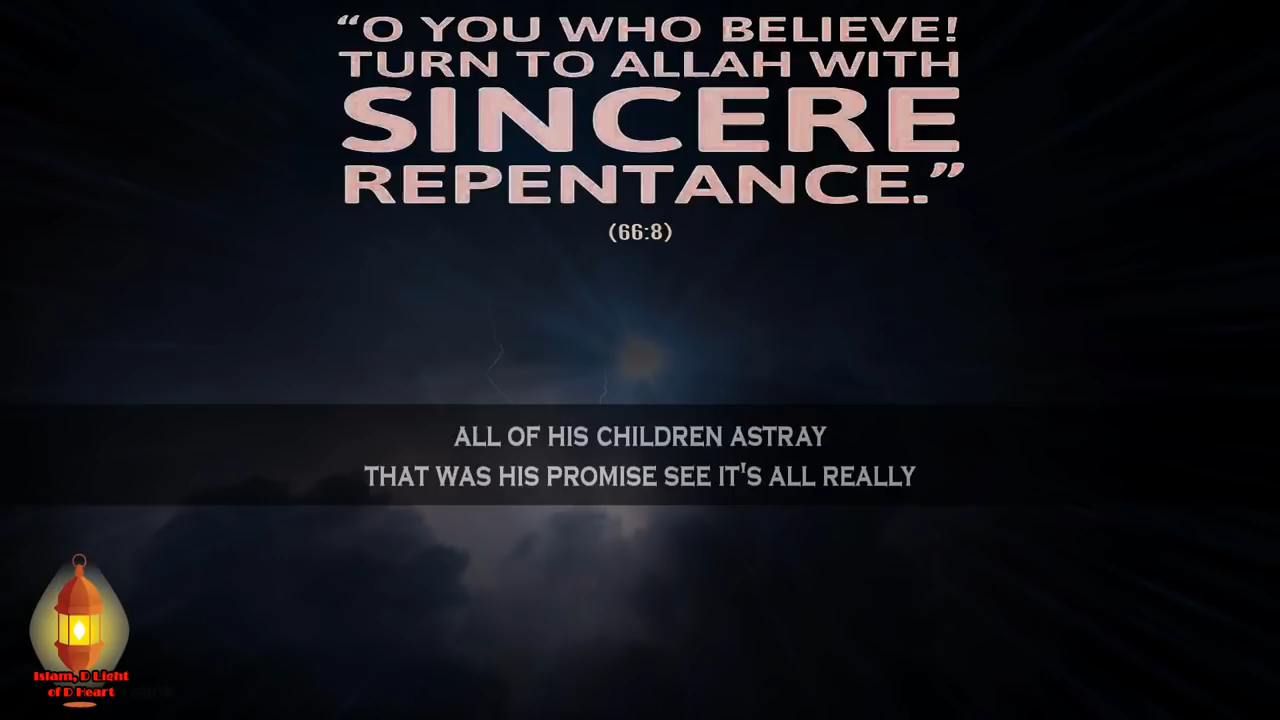 “O YOU WHO BELIEVE!
TURN TO ALLAH WITH
SINCERE
REPENTANCE.”
(66:8)
ALL OF HIS CHILDREN ASTRAY
THAT WAS HIS PROMISE SEE IT'S ALL REALLY
Islam, D Light
of D Heart